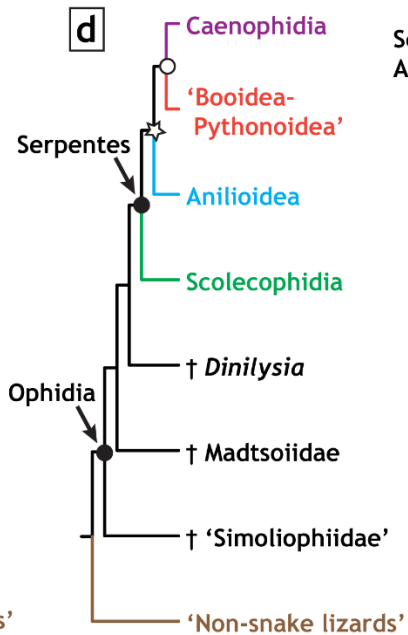 d
Caenophidia
‘Booidea-
Pythonoidea’
Serpentes
Anilioidea
Scolecophidia
† Dinilysia
Ophidia
† Madtsoiidae
† ‘Simoliophiidae’
‘Non-snake lizards’